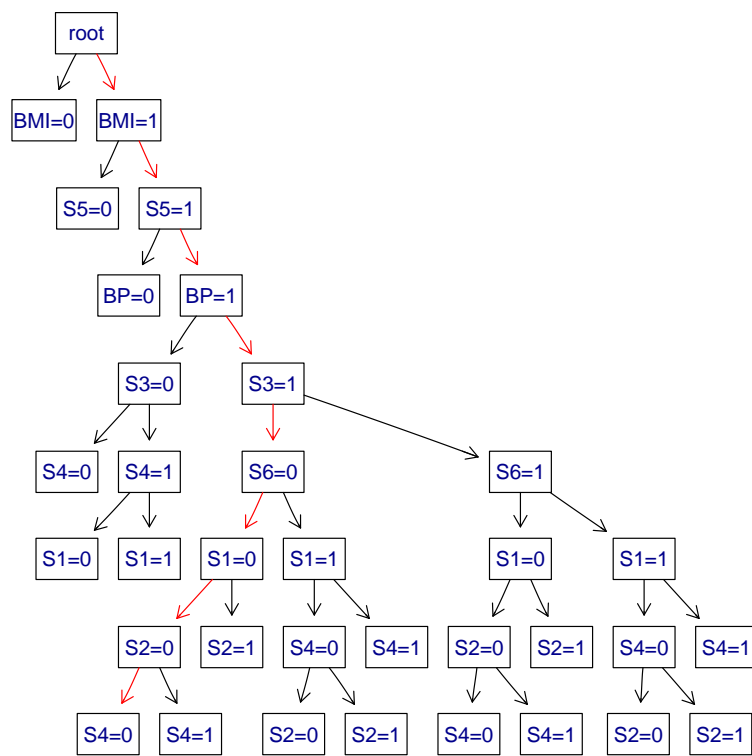 root
BMI=0 BMI=1
S5=0 S5=1
BP=0 BP=1
S3=0 S3=1
S4=0 S4=1 S6=0 S6=1
S1=0 S1=1 S1=0 S1=1 S1=0 S1=1
S2=0 S2=1 S4=0 S4=1 S2=0 S2=1 S4=0 S4=1
S4=0 S4=1 S2=0 S2=1 S4=0 S4=1 S2=0 S2=1